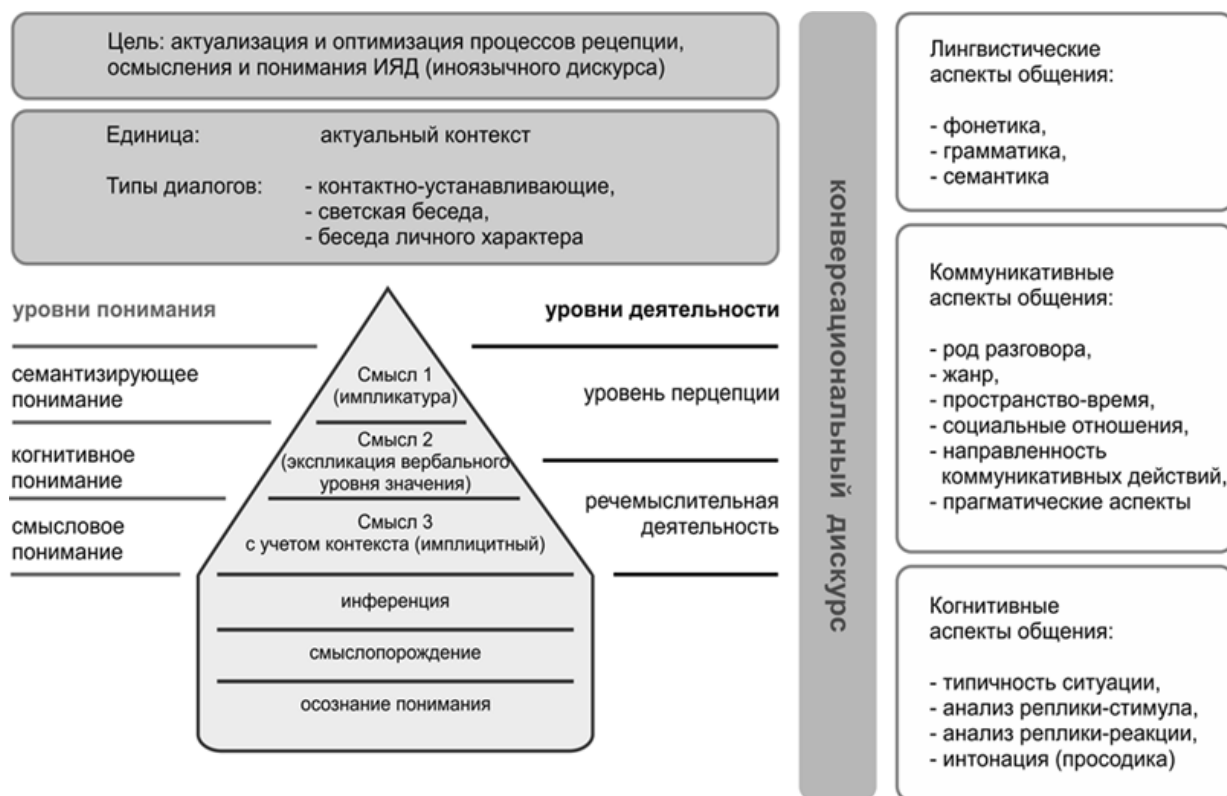 Цель: актуализация и оптимизация процессов рецепции,
осмысления и понимания ИЯД (иноязычного дискурса)
Единица: актуальный контекст
Типы диалогов: - контактно-устанавливающие,
- светская беседа,
- беседа личного характера
уровни понимания
семантизирующее
понимание
когнитивное
понимание
смысловое
понимание
Смысл 1
(импликатура)
Смысл 2
(экспликация вербального
уровня значения)
Смысл 3
с учетом контекста (имплицитный)
инференция
смыслопорождение
осознание понимания
уровни деятельности
уровень перцепции
речемыслительная
деятельность
конверсациональный дискурс
Лингвистические
аспекты общения:
- фонетика,
- грамматика,
- семантика
Коммуникативные
аспекты общения:
- род разговора,
- жанр,
- пространство-время,
- социальные отношения,
- направленность
коммуникативных действий,
- прагматические аспекты
Когнитивные
аспекты общения:
- типичность ситуации,
- анализ реплики-стимула,
- анализ реплики-реакции,
- интонация (просодика)